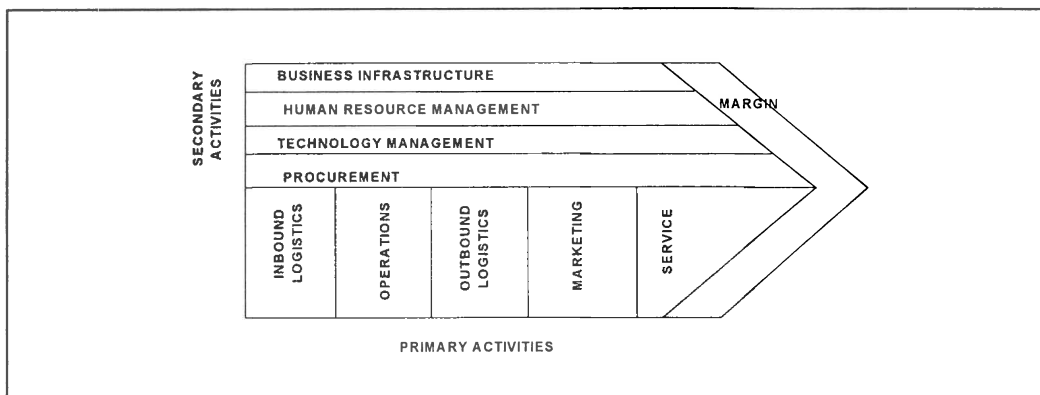 SECONDARY
ACTIVITIES
BUSINESS INFRASTRUCTURE
HUMAN RESOURCE MANAGEMENT
TECHNOLOGY MANAGEMENT
PROCUREMENT
MARGIN
INBOUND
LOGISTICS
OPERATIONS
OUTBOUND
LOGISTICS
MARKETING
SERVICE
PRIMARY ACTIVITIES